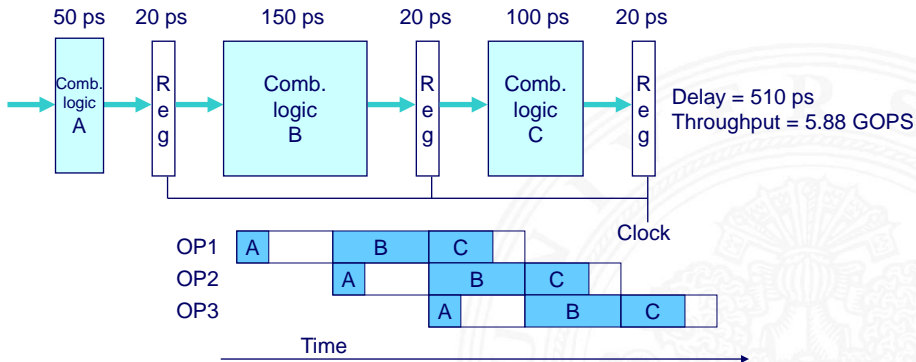 50 ps 20 ps 150 ps 20 ps 100 ps 20 ps
Comb.
logic
A
R
e
g
Comb.
logic
B
R
e
g
Comb.
logic
C
R
e
g
Delay = 510 ps
Throughput = 5.88 GOPS
Clock
OP1 A B C
OP2 A B C
OP3 A B C
Time